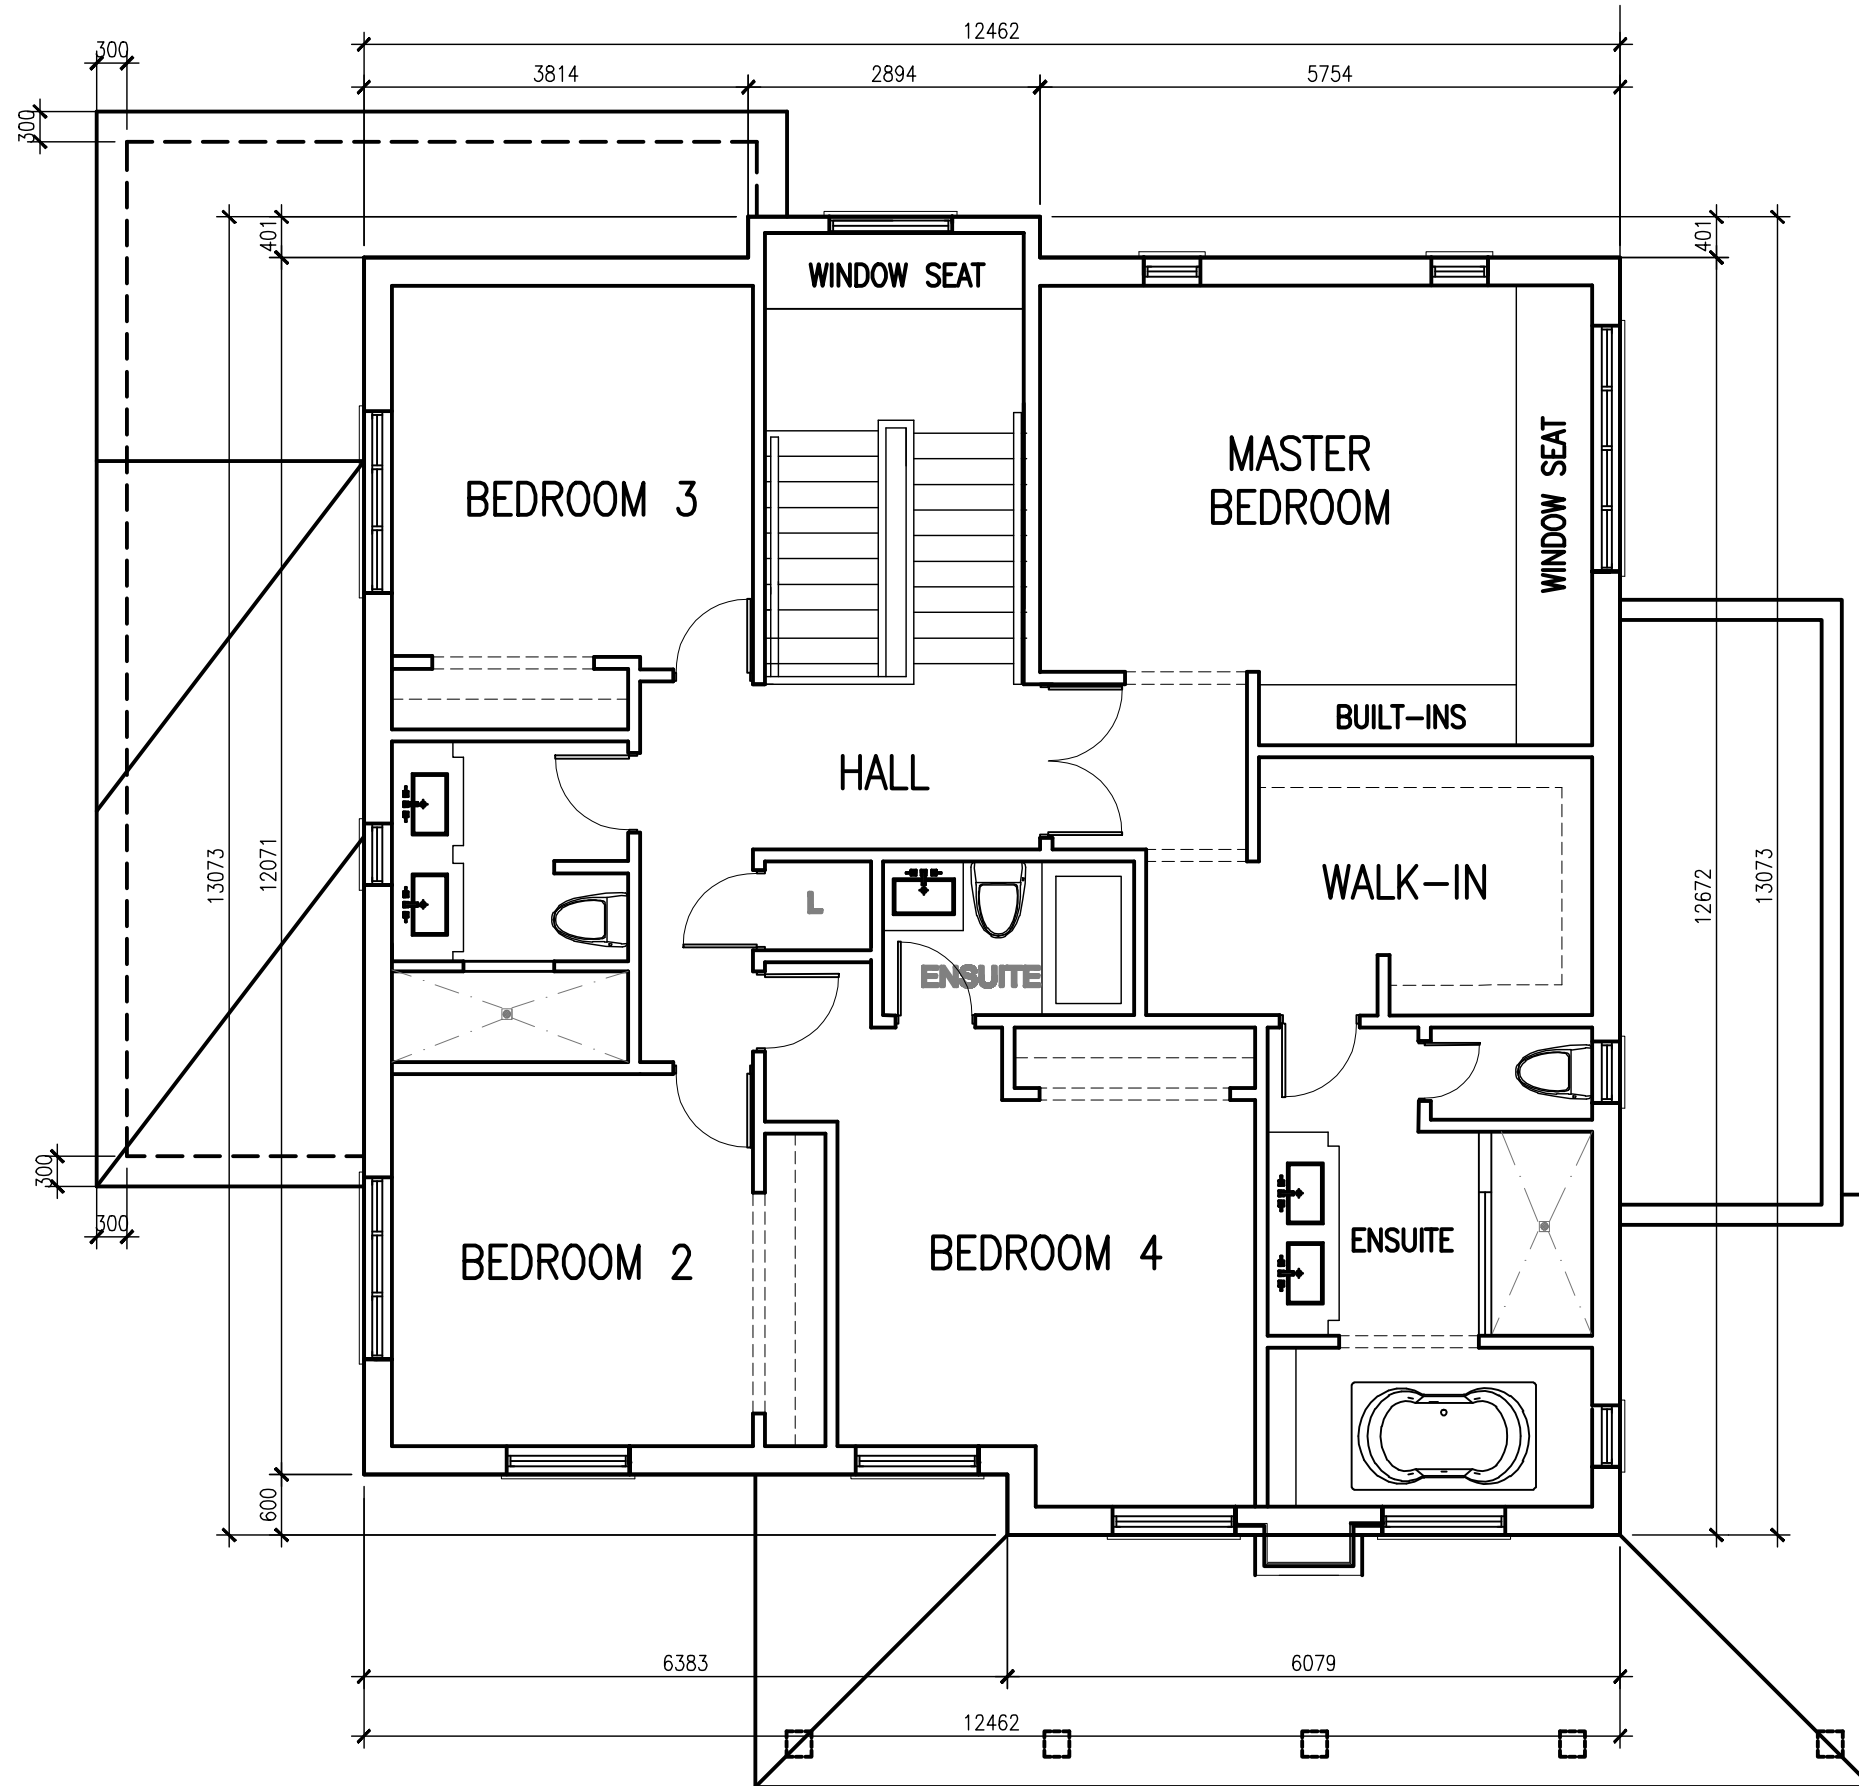 12462
300
3814
2894
5754
300
401
401
WINDOW SEAT
MASTER
BEDROOM
WINDOW SEAT
BEDROOM 3
BUILT-INS
HALL
13073
12071
12672
13073
WALK-IN
L
ENSUITE
300
300
BEDROOM 2
BEDROOM 4
ENSUITE
600
6383
6079
12462